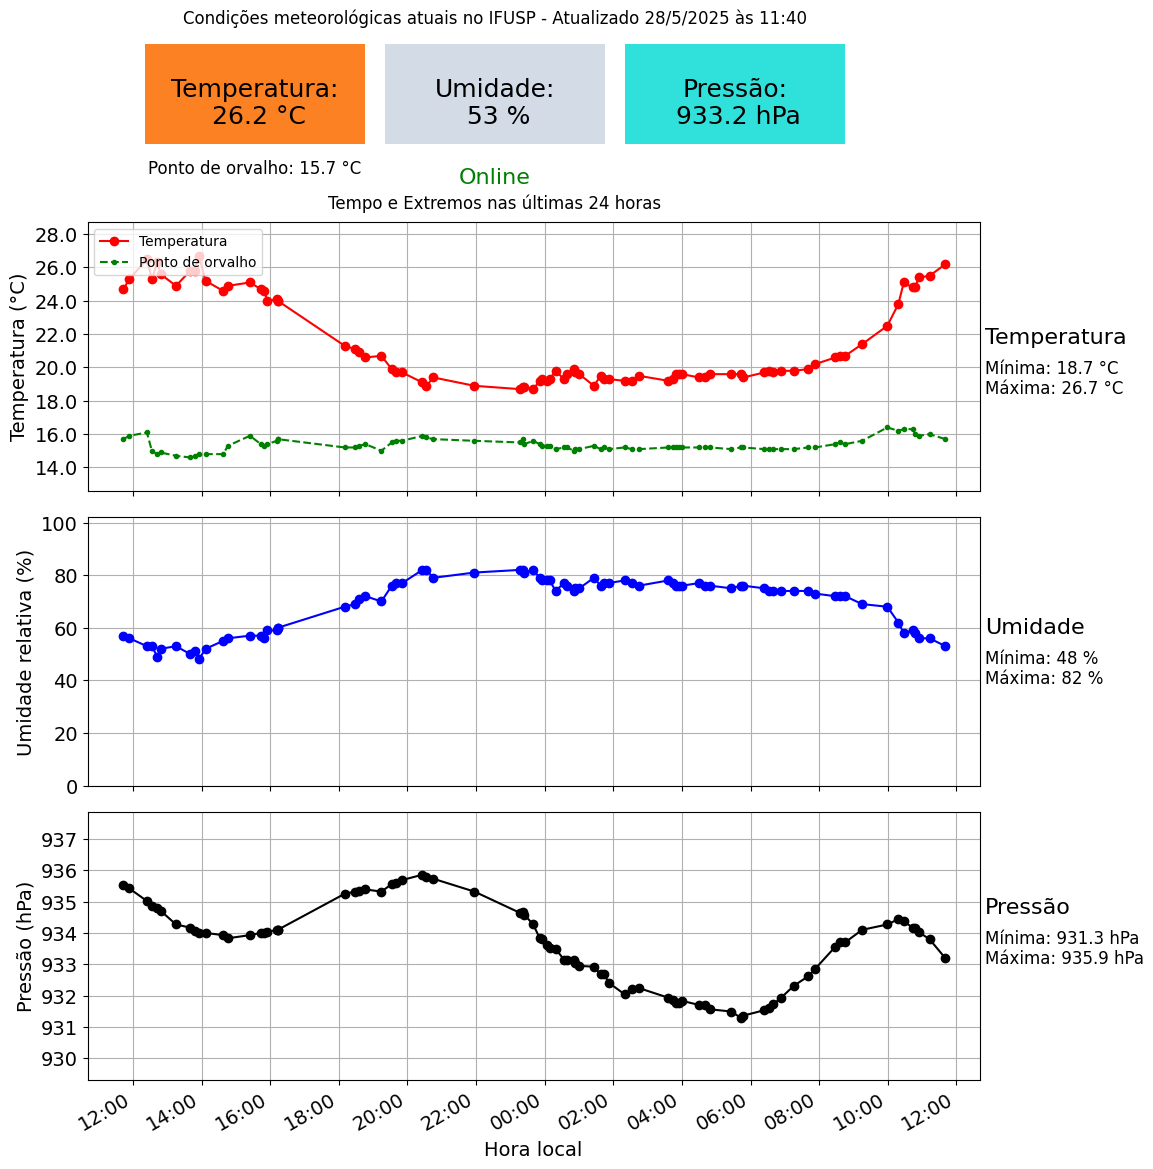 Condições meteorológicas atuais no IFUSP - Atualizado 28/5/2025 às 11:40
Temperatura:
26.2 °C
Umidade:
53 %
Pressão:
933.2 hPa
Ponto de orvalho: 15.7 °C
Online
Tempo e Extremos nas últimas 24 horas
Temperatura (°C)
28.0
26.0
24.0
22.0
20.0
18.0
16.0
14.0
Temperatura
Ponto de orvalho
Temperatura
Mínima: 18.7 °C
Máxima: 26.7 °C
Umidade relativa (%)
100
80
60
40
20
0
Umidade
Mínima: 48 %
Máxima: 82 %
Pressão (hPa)
937
936
935
934
933
932
931
930
Pressão
Mínima: 931.3 hPa
Máxima: 935.9 hPa
12:00 14:00 16:00 18:00 20:00 22:00 00:00 02:00 04:00 06:00 08:00 10:00 12:00
Hora local